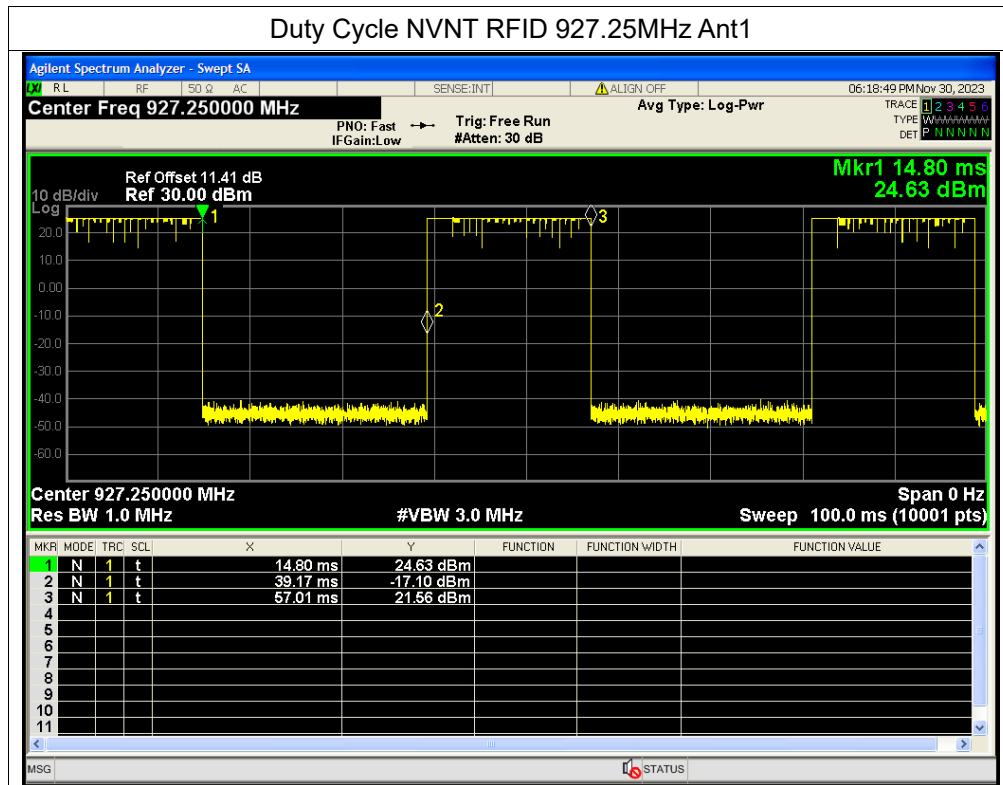 Duty Cycle NVNT RFID 927.25MHz Ant1
Agilent Spectrum Analyzer - Swept SA
LXI RL RF 50 Ω AC SENSE:INT ALIGN OFF 06:18:49 PM Nov 30, 2023
Center Freq 927.250000 MHz Avg Type: Log-Pwr TRACE 1 2 3 4 5 6
PNO: Fast Trig: Free Run TYPE W
IFGain:Low #Atten: 30 dB DET P N N N N N
Mkr1 14.80 ms
Ref Offset 11.41 dB
10 dB/div Ref 30.00 dBm 24.63 dBm
Log
1 3
20.0
10.0
0.00
2
-10.0
-20.0
-30.0
-40.0
-50.0
-60.0
Center 927.250000 MHz Span 0 Hz
Res BW 1.0 MHz #VBW 3.0 MHz Sweep 100.0 ms (10001 pts)
MKR MODE TRC SCL X Y FUNCTION FUNCTION WIDTH FUNCTION VALUE
1 N 1 t 14.80 ms 24.63 dBm
2 N 1 t 39.17 ms -17.10 dBm
3 N 1 t 57.01 ms 21.56 dBm
4
5
6
7
8
9
10
11
MSG STATUS